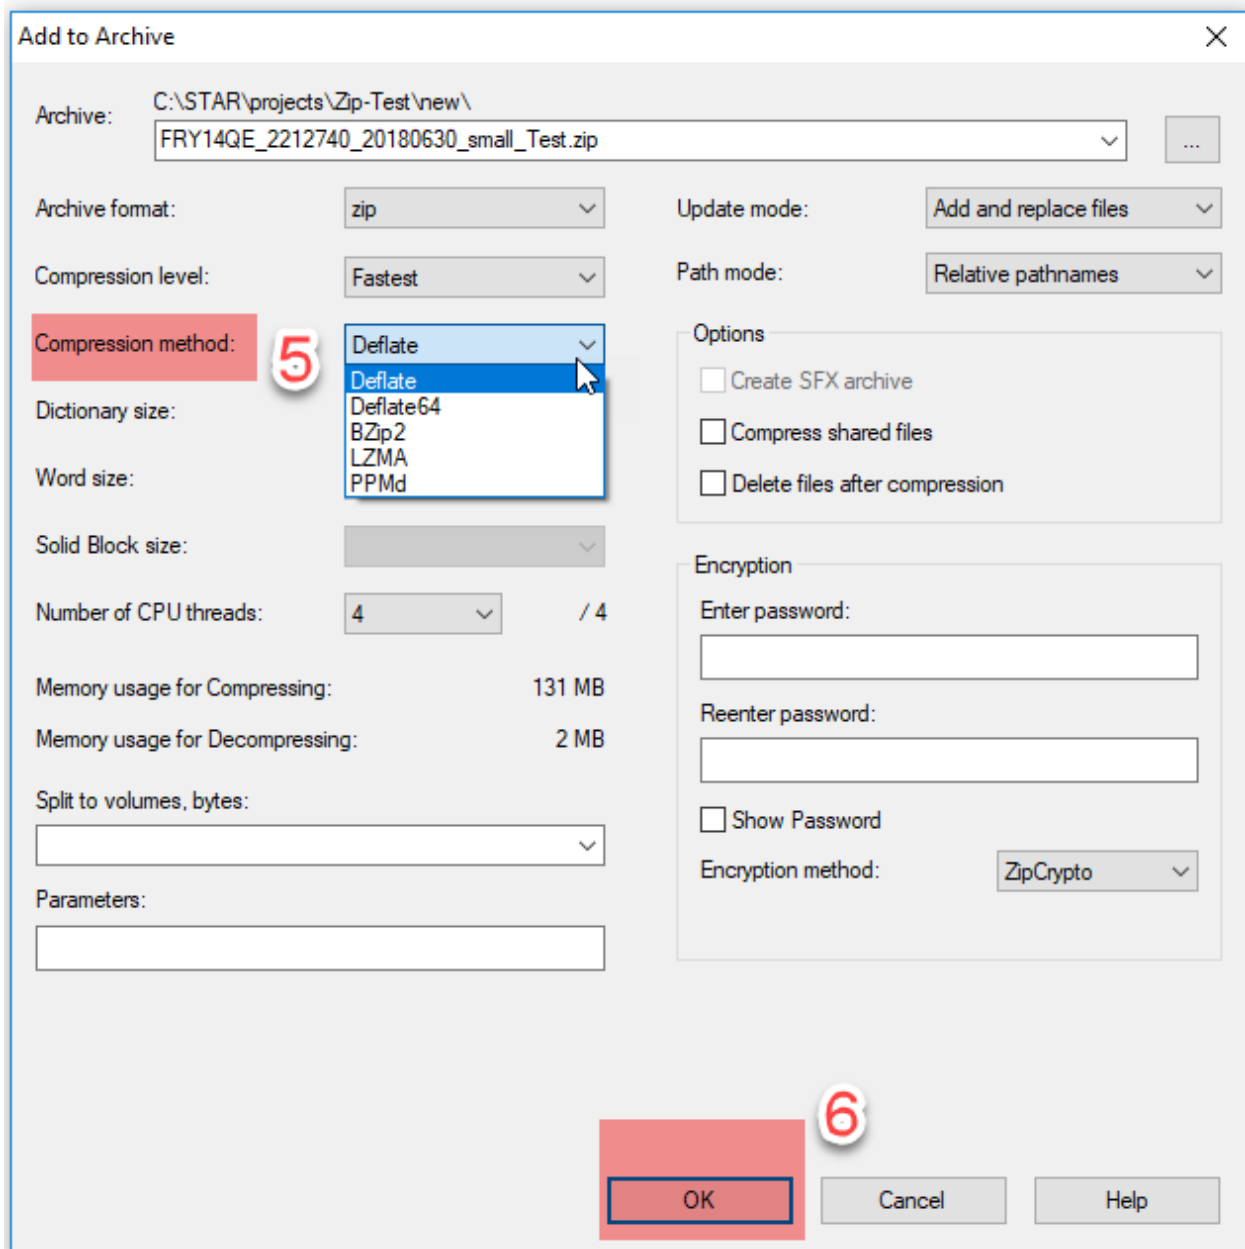 Add to Archive
Archive:
C:\STAR\projects\Zip-Test\new\
FRY14QE_2212740_20180630_small_Test.zip
...
Archive format:
zip
Update mode:
Add and replace files
Compression level:
Fastest
Path mode:
Relative pathnames
Compression method:
5
Deflate
Deflate
Deflate64
BZip2
LZMA
PPMd
Dictionary size:
Word size:
Solid Block size:
Number of CPU threads:
4
/ 4
Memory usage for Compressing:
131 MB
Memory usage for Decompressing:
2 MB
Split to volumes, bytes:
Parameters:
Options
Create SFX archive
Compress shared files
Delete files after compression
Encryption
Enter password:
Reenter password:
Show Password
Encryption method:
ZipCrypto
6
OK
Cancel
Help